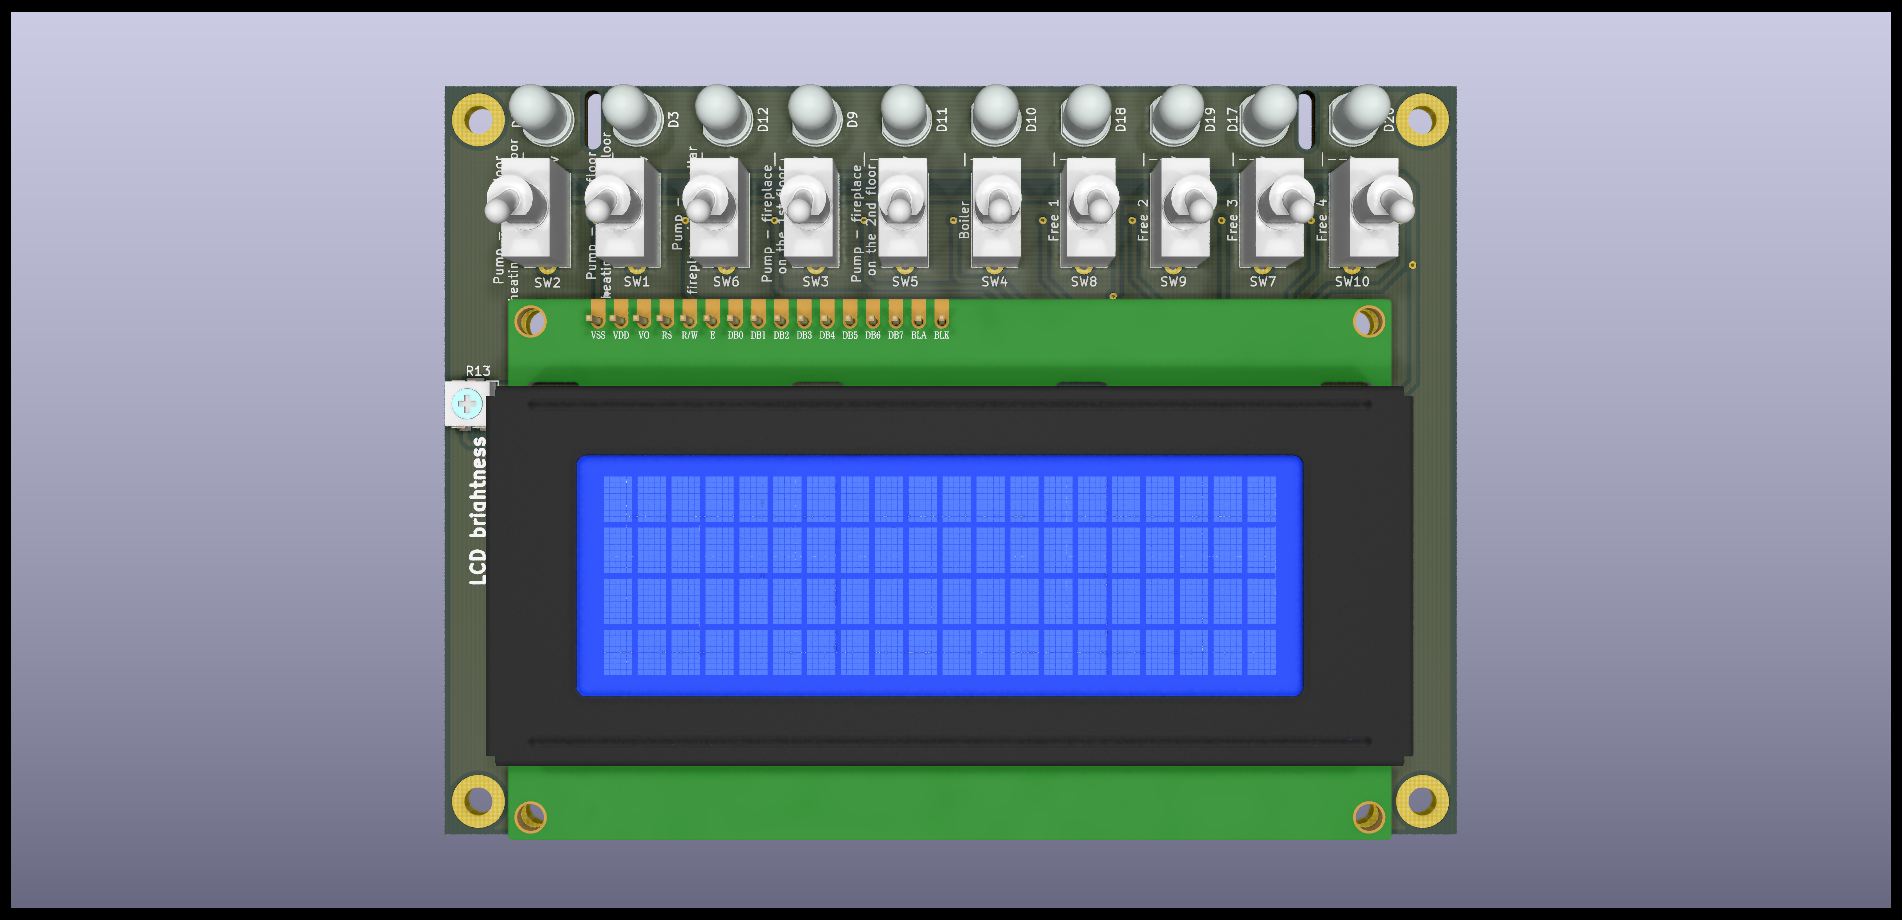 D3
D12
D9
D11
D10
D18
D19
D17
Pump –
floor
heating
Pump –
floor
heating
floor
Pump –
Pump – fireplace
on the 1st floor
Pump – fireplace
on the 2nd floor
Boiler
Free 1
Free 2
Free 3
Free 4
SW2
SW1
SW6
SW3
SW5
SW4
SW8
SW9
SW7
SW10
VSS
VDD
VO
RS
R/W
E
DB0
DB1
DB2
DB3
DB4
DB5
DB6
DB7
BLA
BLK
R13
LCD brightness